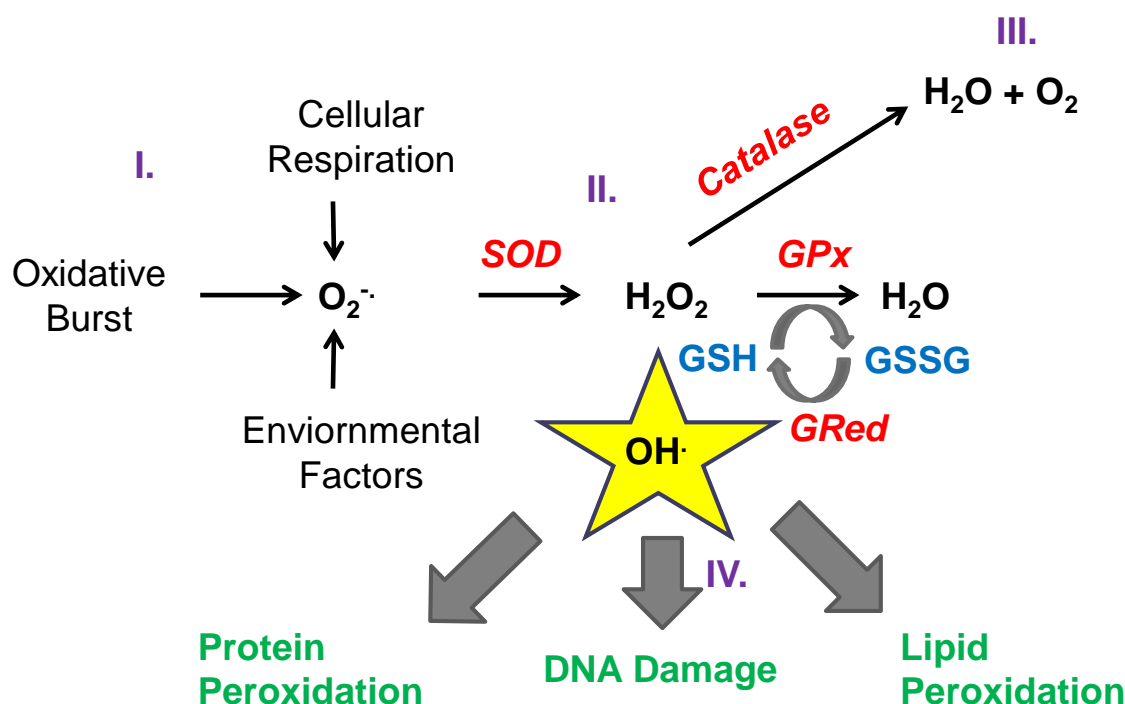 III.
H₂O + O₂
Cellular
Respiration
Catalase
I.
II.
SOD
GPx
Oxidative
Burst
O₂⁻·
H₂O₂
H₂O
GSH
GSSG
GRed
Enviornmental
Factors
OH·
IV.
Protein
Peroxidation
DNA Damage
Lipid
Peroxidation